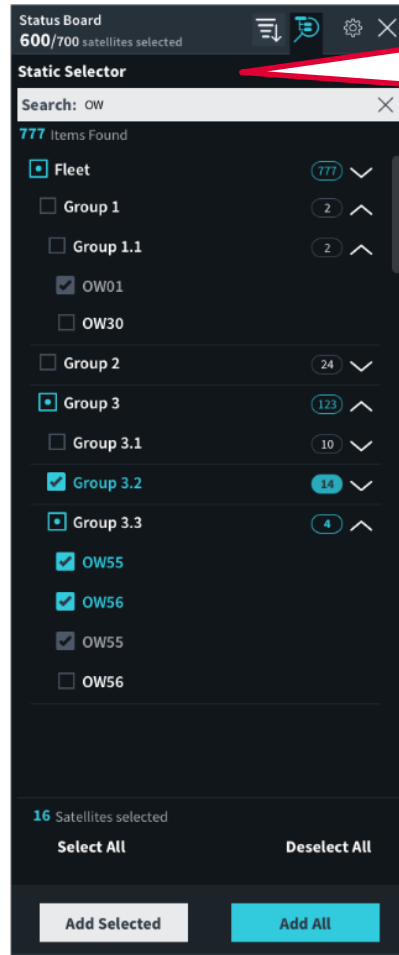 Status Board
600/700 satellites selected
Static Selector
Search: OW
777 Items Found
Fleet 777
Group 1 2
Group 1.1 2
OW01
OW30
Group 2 24
Group 3 123
Group 3.1 10
Group 3.2 14
Group 3.3 4
OW55
OW56
OW55
OW56
16 Satellites selected
Select All Deselect All
Add Selected Add All